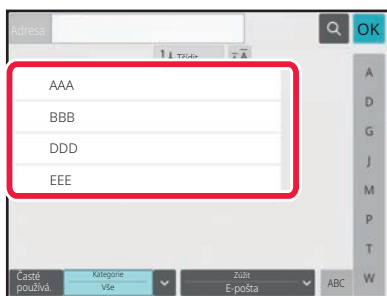 Adresa
OK
Třídit
AAA
BBB
DDD
EEE
A
D
G
J
M
P
T
W
Časté používá.
Kategorie
Vše
Zúžit
E-pošta
ABC